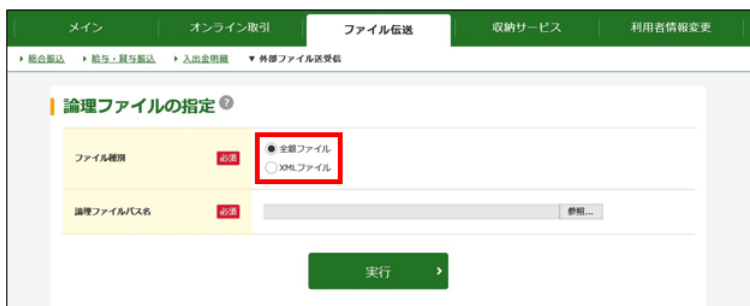 メイン オンライン取引 ファイル伝送 収納サービス 利用者情報変更
総合振込 給与・賞与振込 入出金明細 ▼ 外部ファイル送受信
論理ファイルの指定 ?
ファイル種別 必須
全銀ファイル
XMLファイル
論理ファイルパス名 必須 参照...
実行